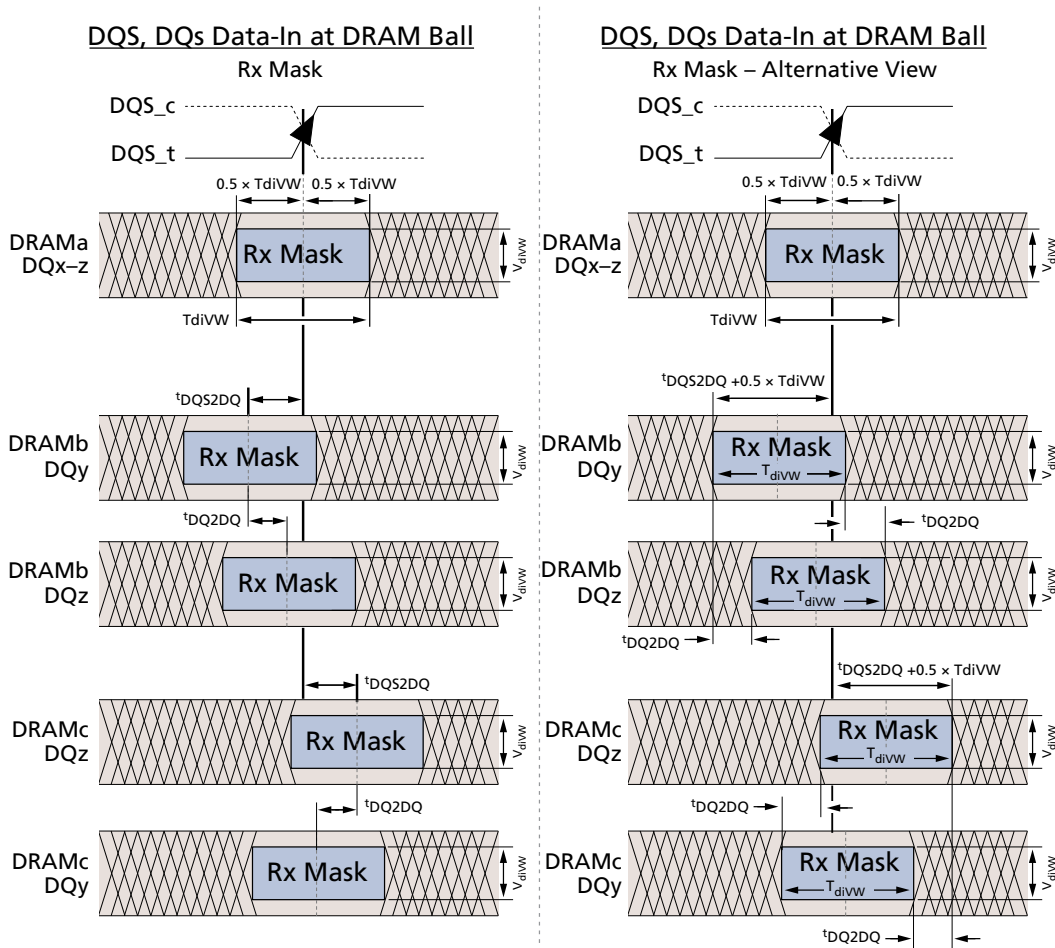 DQS, DQs Data-In at DRAM Ball
Rx Mask
DQS_c
DQS_t
0.5 × TdiVW 0.5 × TdiVW
DRAMa
DQx–z
Rx Mask
VdiVW
TdiVW
tDQS2DQ
DRAMb
DQy
Rx Mask
VdiVW
tDQ2DQ
DRAMb
DQz
Rx Mask
VdiVW
tDQS2DQ
DRAMc
DQz
Rx Mask
VdiVW
tDQ2DQ
DRAMc
DQy
Rx Mask
VdiVW
DQS, DQs Data-In at DRAM Ball
Rx Mask – Alternative View
DQS_c
DQS_t
0.5 × TdiVW 0.5 × TdiVW
DRAMa
DQx–z
Rx Mask
VdiVW
TdiVW
tDQS2DQ +0.5 × TdiVW
DRAMb
DQy
Rx Mask
TdiVW
VdiVW
tDQ2DQ
DRAMb
DQz
Rx Mask
TdiVW
VdiVW
tDQ2DQ
tDQS2DQ +0.5 × TdiVW
DRAMc
DQz
Rx Mask
TdiVW
VdiVW
tDQ2DQ
DRAMc
DQy
Rx Mask
TdiVW
VdiVW
tDQ2DQ